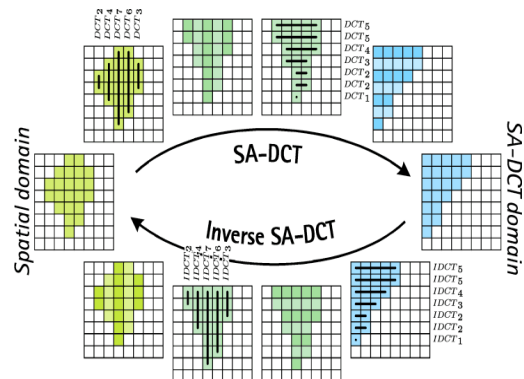 DCT2
DCT4
DCT7
DCT6
DCT3
DCT5
DCT5
DCT4
DCT3
DCT2
DCT2
DCT1
Spatial domain
SA-DCT
SA-DCT domain
Inverse SA-DCT
IDCT2
IDCT4
IDCT7
IDCT6
IDCT3
IDCT5
IDCT5
IDCT4
IDCT3
IDCT2
IDCT2
IDCT1